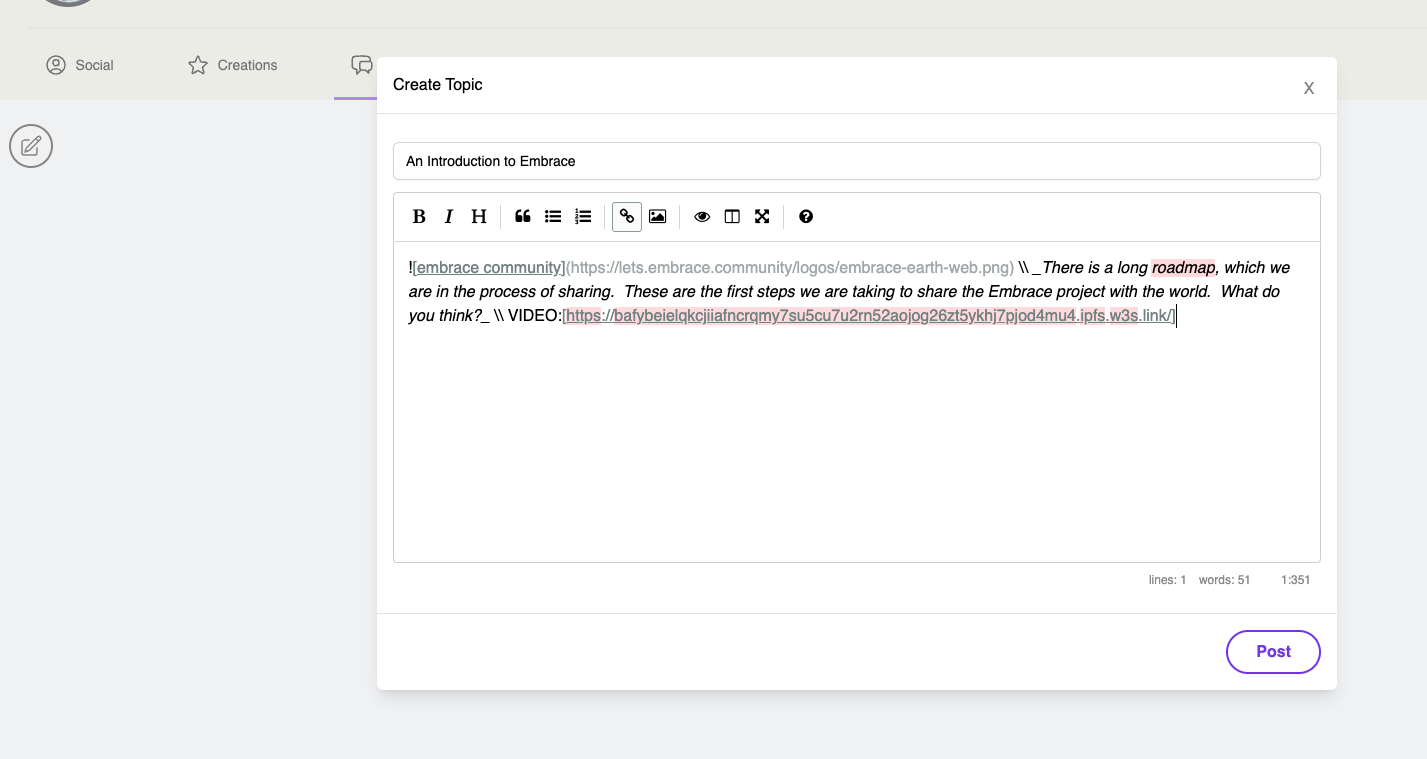 Social
Creations
Create Topic
X
An Introduction to Embrace
B I H
![embrace community](https://lets.embrace.community/logos/embrace-earth-web.png) \\ _There is a long roadmap, which we
are in the process of sharing.  These are the first steps we are taking to share the Embrace project with the world.  What do
you think?_ \\ VIDEO:[https://bafybeielqkcjiiafncrqmy7su5cu7u2rn52aojog26zt5ykhj7pjod4mu4.ipfs.w3s.link/]
lines: 1 words: 51 1:351
Post